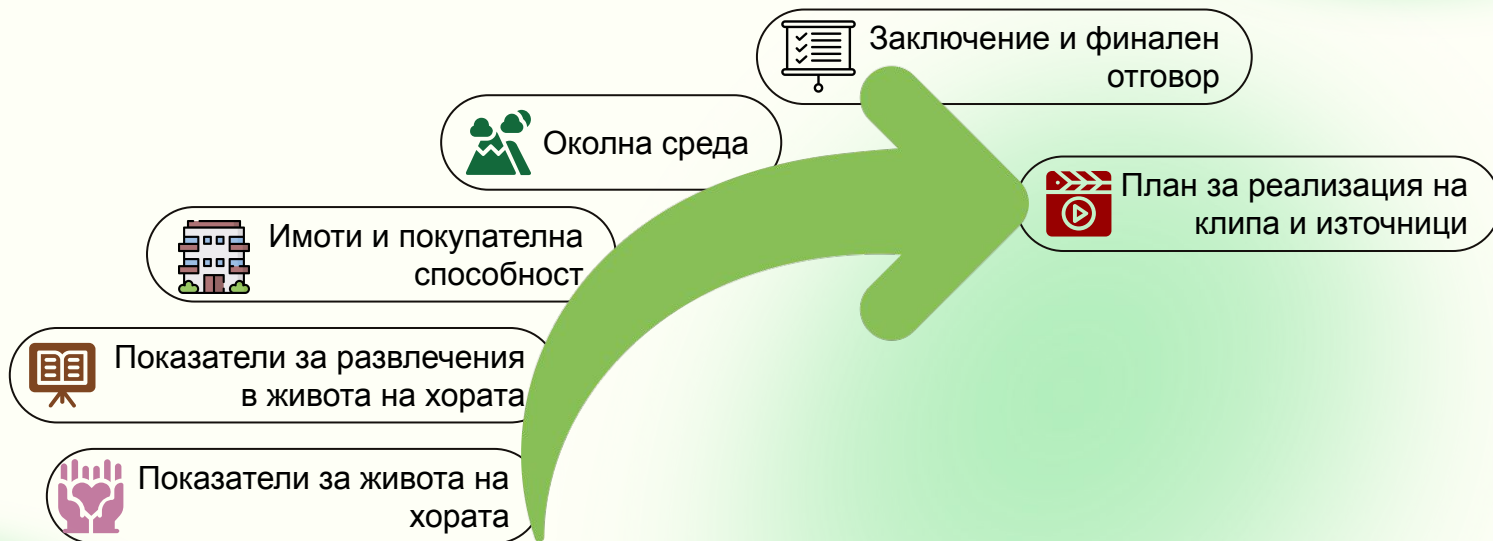 Заключение и финален
отговор
Околна среда
План за реализация на
клипа и източници
Имоти и покупателна
способност
Показатели за развлечения
в живота на хората
Показатели за живота на
хората